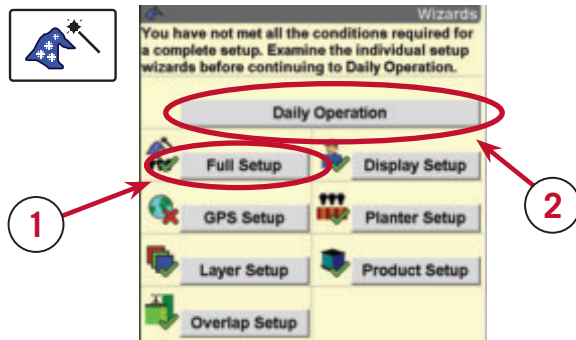 Wizards
You have not met all the conditions required for
a complete setup. Examine the individual setup
wizards before continuing to Daily Operation.
Daily Operation
Full Setup
Display Setup
1
2
GPS Setup
Planter Setup
Layer Setup
Product Setup
Overlap Setup